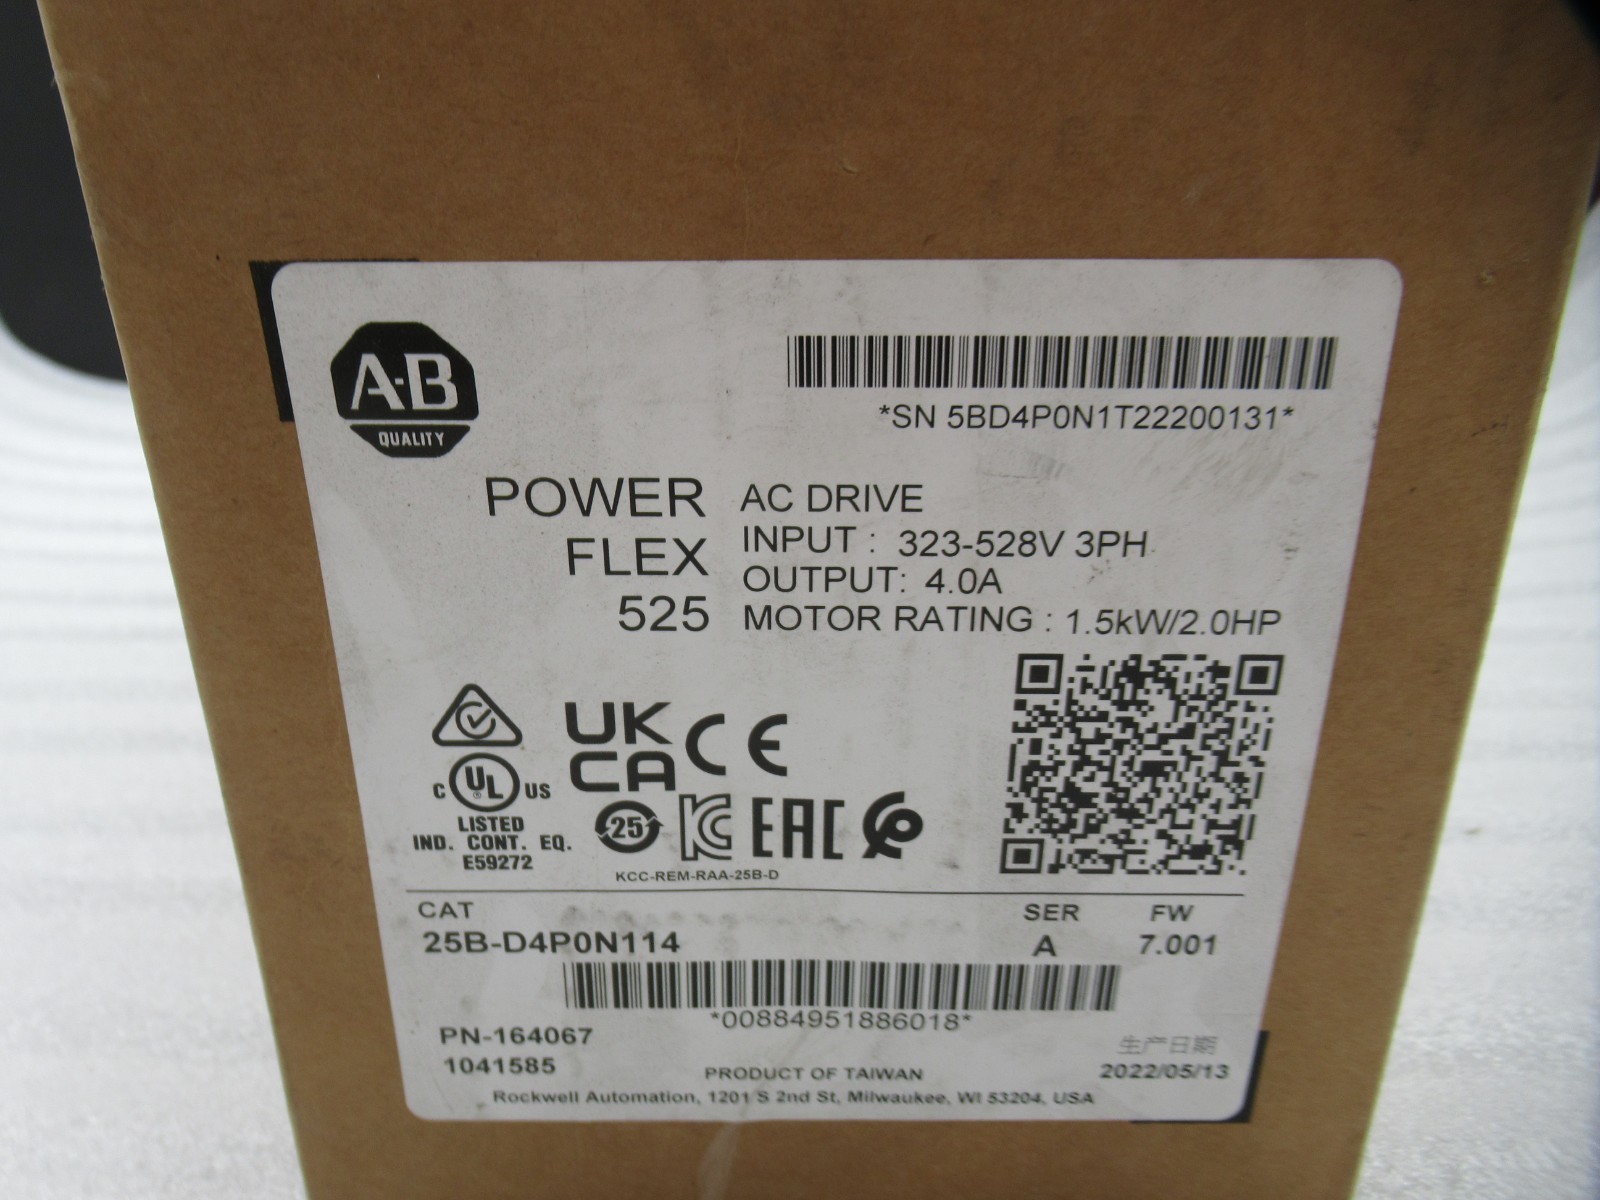 A-B
QUALITY
*SN 5BD4P0N1T22200131*
POWER
FLEX
525
AC DRIVE
INPUT : 323-528V 3PH
OUTPUT: 4.0A
MOTOR RATING : 1.5kW/2.0HP
UK
CA
CE
C UL US
LISTED
IND. CONT. EQ.
E59272
25
KC
EAC
KCC-REM-RAA-25B-D
CAT
25B-D4P0N114
SER
A
FW
7.001
*00884951886018*
PN-164067
1041585
生产日期
2022/05/13
PRODUCT OF TAIWAN
Rockwell Automation, 1201 S 2nd St, Milwaukee, WI 53204, USA